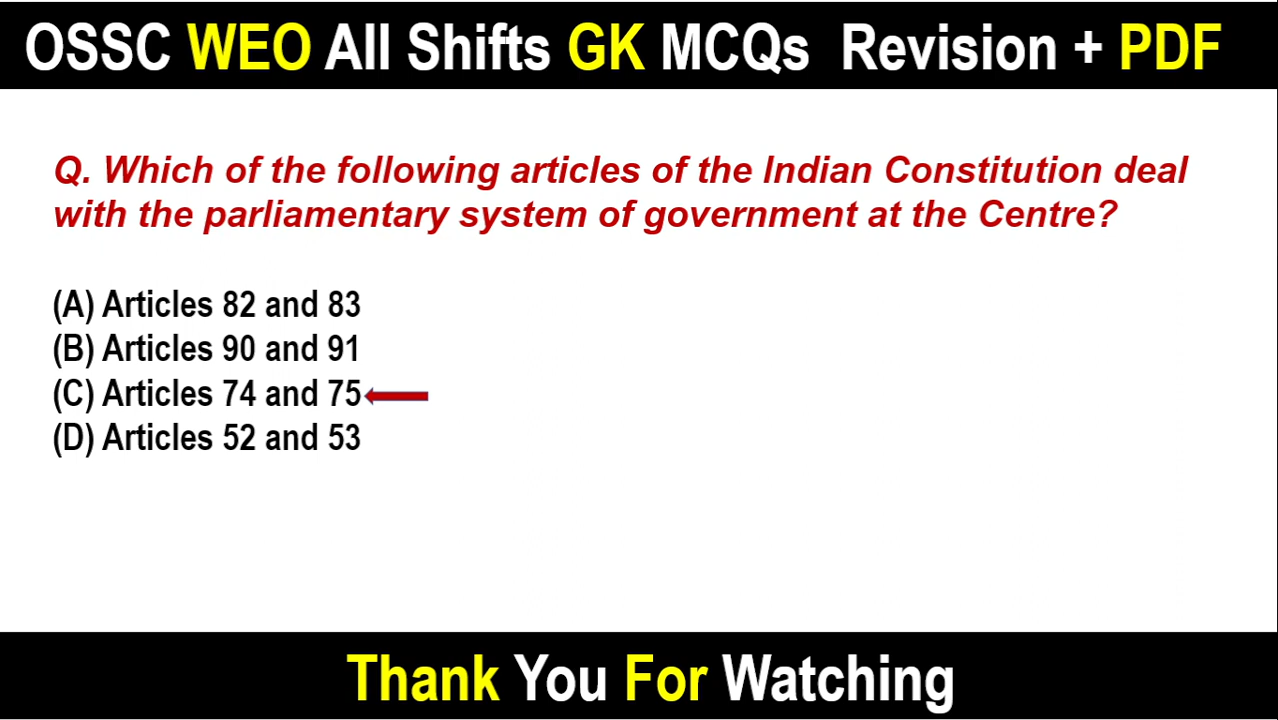 OSSC WEO All Shifts GK MCQs Revision + PDF
Q. Which of the following articles of the Indian Constitution deal
with the parliamentary system of government at the Centre?
(A) Articles 82 and 83
(B) Articles 90 and 91
(C) Articles 74 and 75
(D) Articles 52 and 53
Thank You For Watching